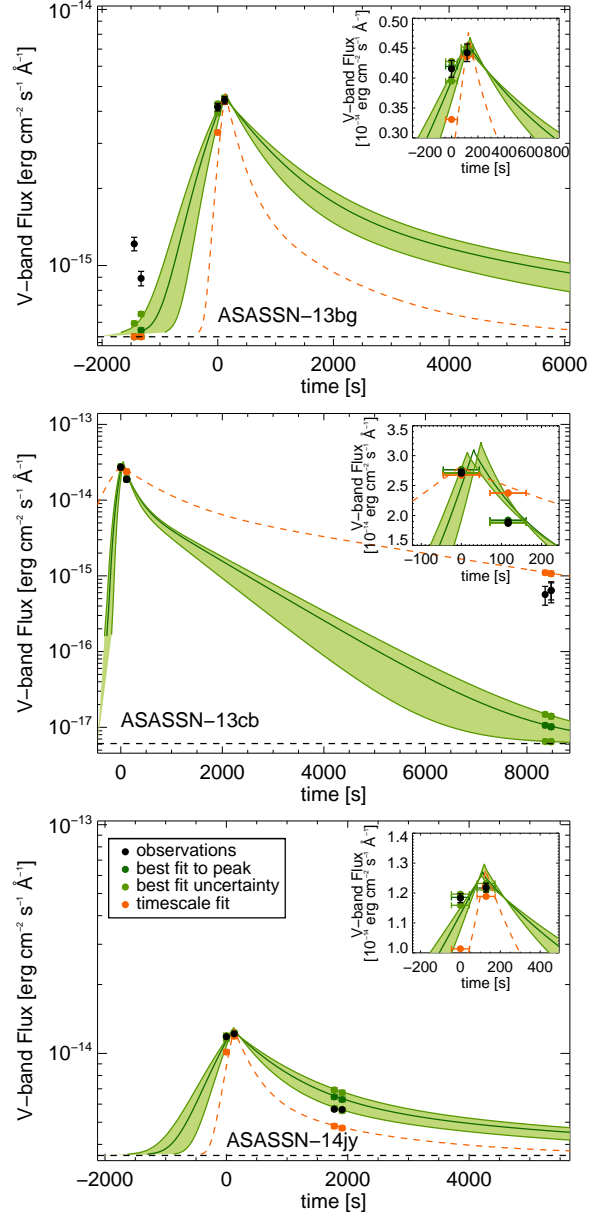 10⁻¹⁴
0.50
0.45
0.40
0.35
0.30
V−band Flux
[10⁻¹⁴ erg cm⁻² s⁻¹ Å⁻¹]
−200 0 200 400 600 800
time [s]
V−band Flux [erg cm⁻² s⁻¹ Å⁻¹]
10⁻¹⁵
ASASSN−13bg
−2000 0 2000 4000 6000
time [s]
10⁻¹³
3.5
3.0
2.5
2.0
1.5
V−band Flux
[10⁻¹⁴ erg cm⁻² s⁻¹ Å⁻¹]
−100 0 100 200
time [s]
10⁻¹⁴
V−band Flux [erg cm⁻² s⁻¹ Å⁻¹]
10⁻¹⁵
10⁻¹⁶
10⁻¹⁷
ASASSN−13cb
0 2000 4000 6000 8000
time [s]
10⁻¹³
observations
best fit to peak
best fit uncertainty
timescale fit
1.4
1.3
1.2
1.1
1.0
V−band Flux
[10⁻¹⁴ erg cm⁻² s⁻¹ Å⁻¹]
−200 0 200 400
time [s]
V−band Flux [erg cm⁻² s⁻¹ Å⁻¹]
10⁻¹⁴
ASASSN−14jy
−2000 0 2000 4000
time [s]